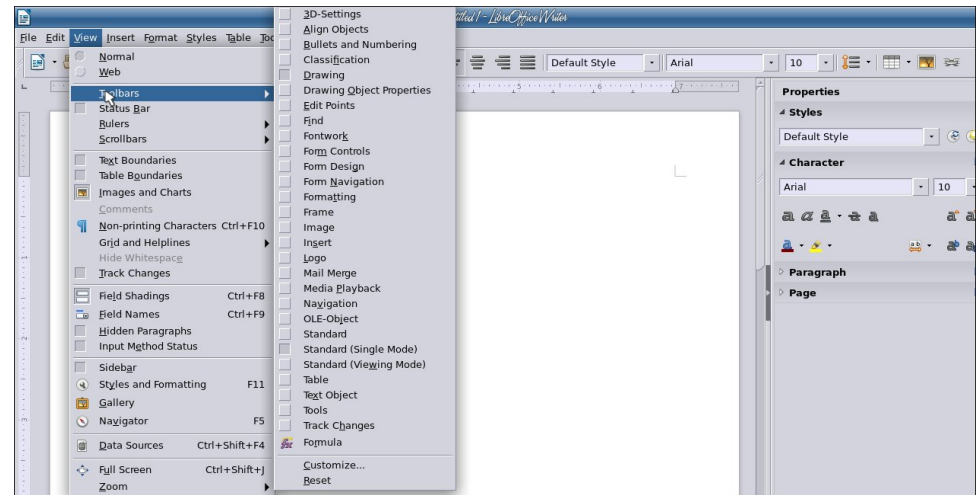 Untitled 1 - LibreOffice Writer
File Edit View Insert Format Styles Table
Default Style Arial 10
5 6 7
Normal
Web
Toolbars
Status Bar
Rulers
Scrollbars
Text Boundaries
Table Boundaries
Images and Charts
Comments
Non-printing Characters Ctrl+F10
Grid and Helplines
Hide Whitespace
Track Changes
Field Shadings Ctrl+F8
Field Names Ctrl+F9
Hidden Paragraphs
Input Method Status
Sidebar
Styles and Formatting F11
Gallery
Navigator F5
Data Sources Ctrl+Shift+F4
Full Screen Ctrl+Shift+J
Zoom
3D-Settings
Align Objects
Bullets and Numbering
Classification
Drawing
Drawing Object Properties
Edit Points
Find
Fontwork
Form Controls
Form Design
Form Navigation
Formatting
Frame
Image
Insert
Logo
Mail Merge
Media Playback
Navigation
OLE-Object
Standard
Standard (Single Mode)
Standard (Viewing Mode)
Table
Text Object
Tools
Track Changes
Formula
Customize...
Reset
Properties
Styles
Default Style
Character
Arial 10
Paragraph
Page